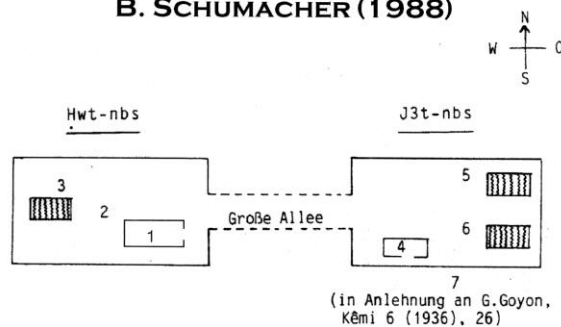 B. SCHUMACHER (1988)
N
W O
S
Ḥwt-nbs
J3t-nbs
3
2
1
Große Allee
5
6
4
7
(in Anlehnung an G.Goyon,
Kêmi 6 (1936), 26)